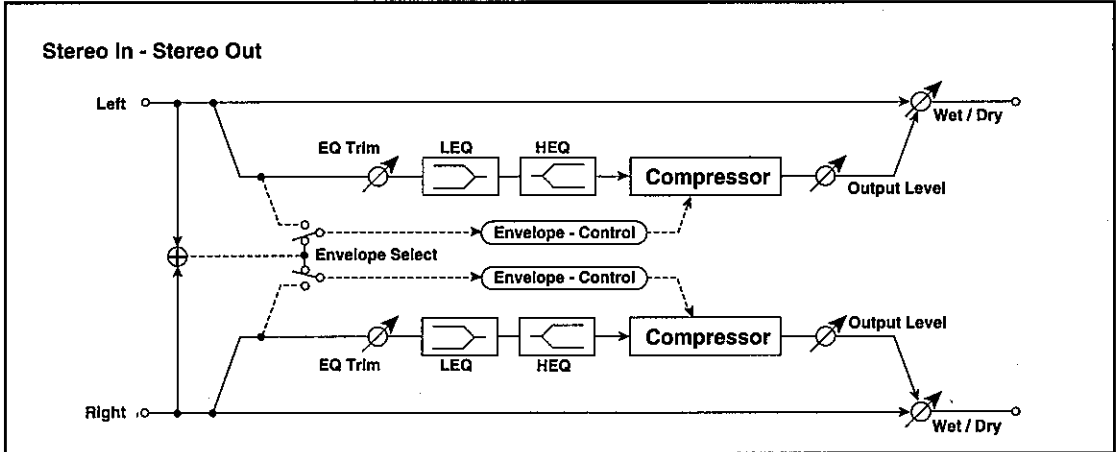 Stereo In - Stereo Out
Left
Wet / Dry
EQ Trim
LEQ
HEQ
Compressor
Output Level
Envelope - Control
Envelope Select
Envelope - Control
Compressor
Output Level
EQ Trim
LEQ
HEQ
Right
Wet / Dry